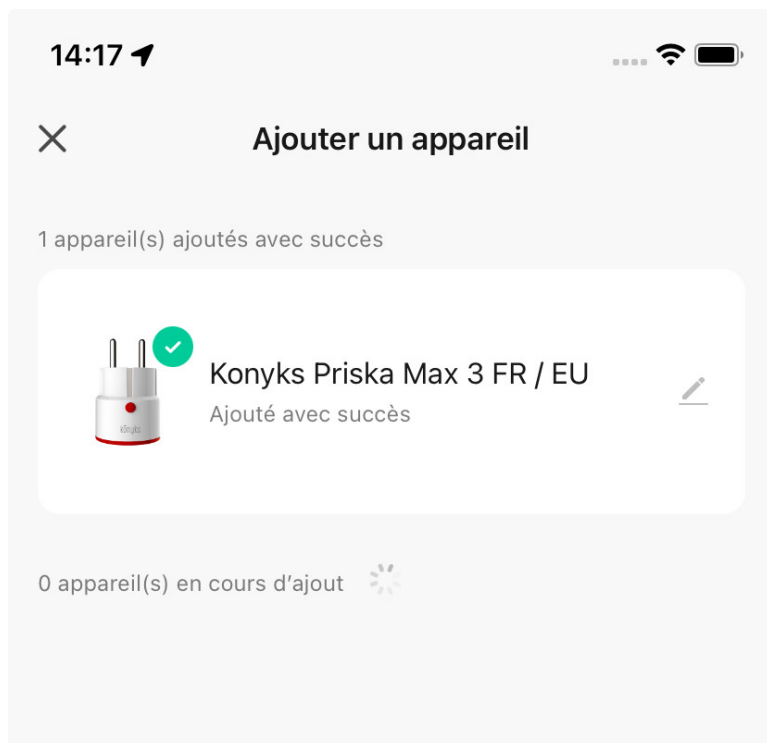 14:17
Ajouter un appareil
1 appareil(s) ajoutés avec succès
Konyks Priska Max 3 FR / EU
Ajouté avec succès
kônyks
0 appareil(s) en cours d’ajout